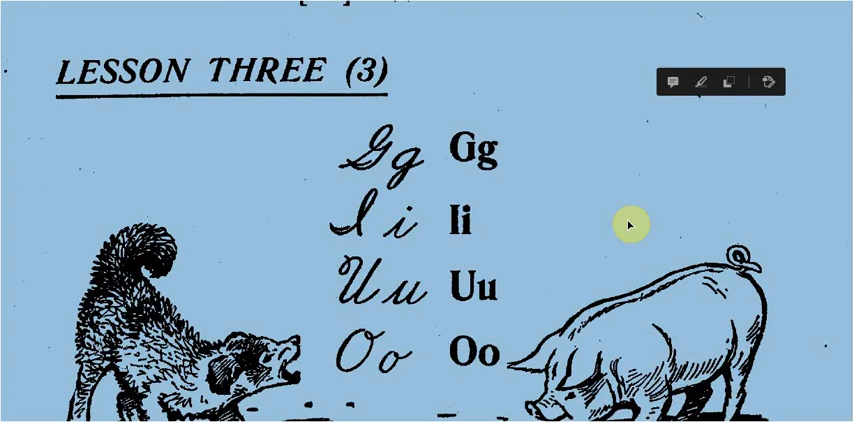 LESSON THREE (3)
Gg Gg
Ii Ii
Uu Uu
Oo Oo